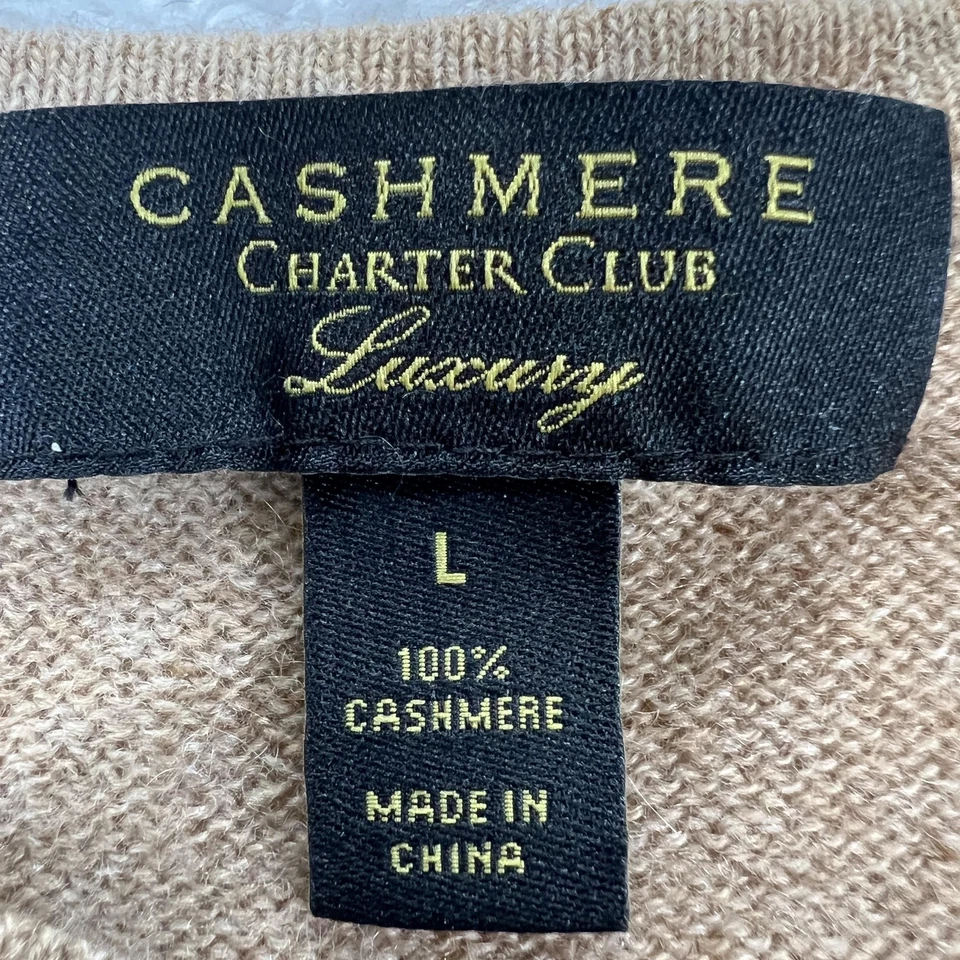 CASHMERE
CHARTER CLUB
Luxury
L
100%
CASHMERE
MADE IN
CHINA